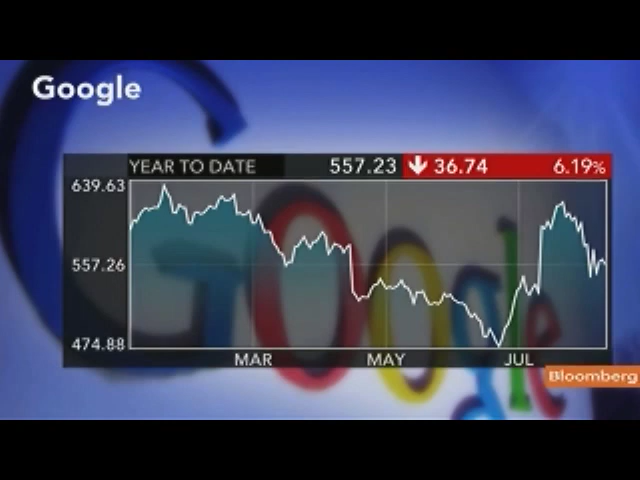 Google
YEAR TO DATE 557.23 36.74 6.19%
639.63
557.26
474.88
MAR MAY JUL
Bloomberg
Google